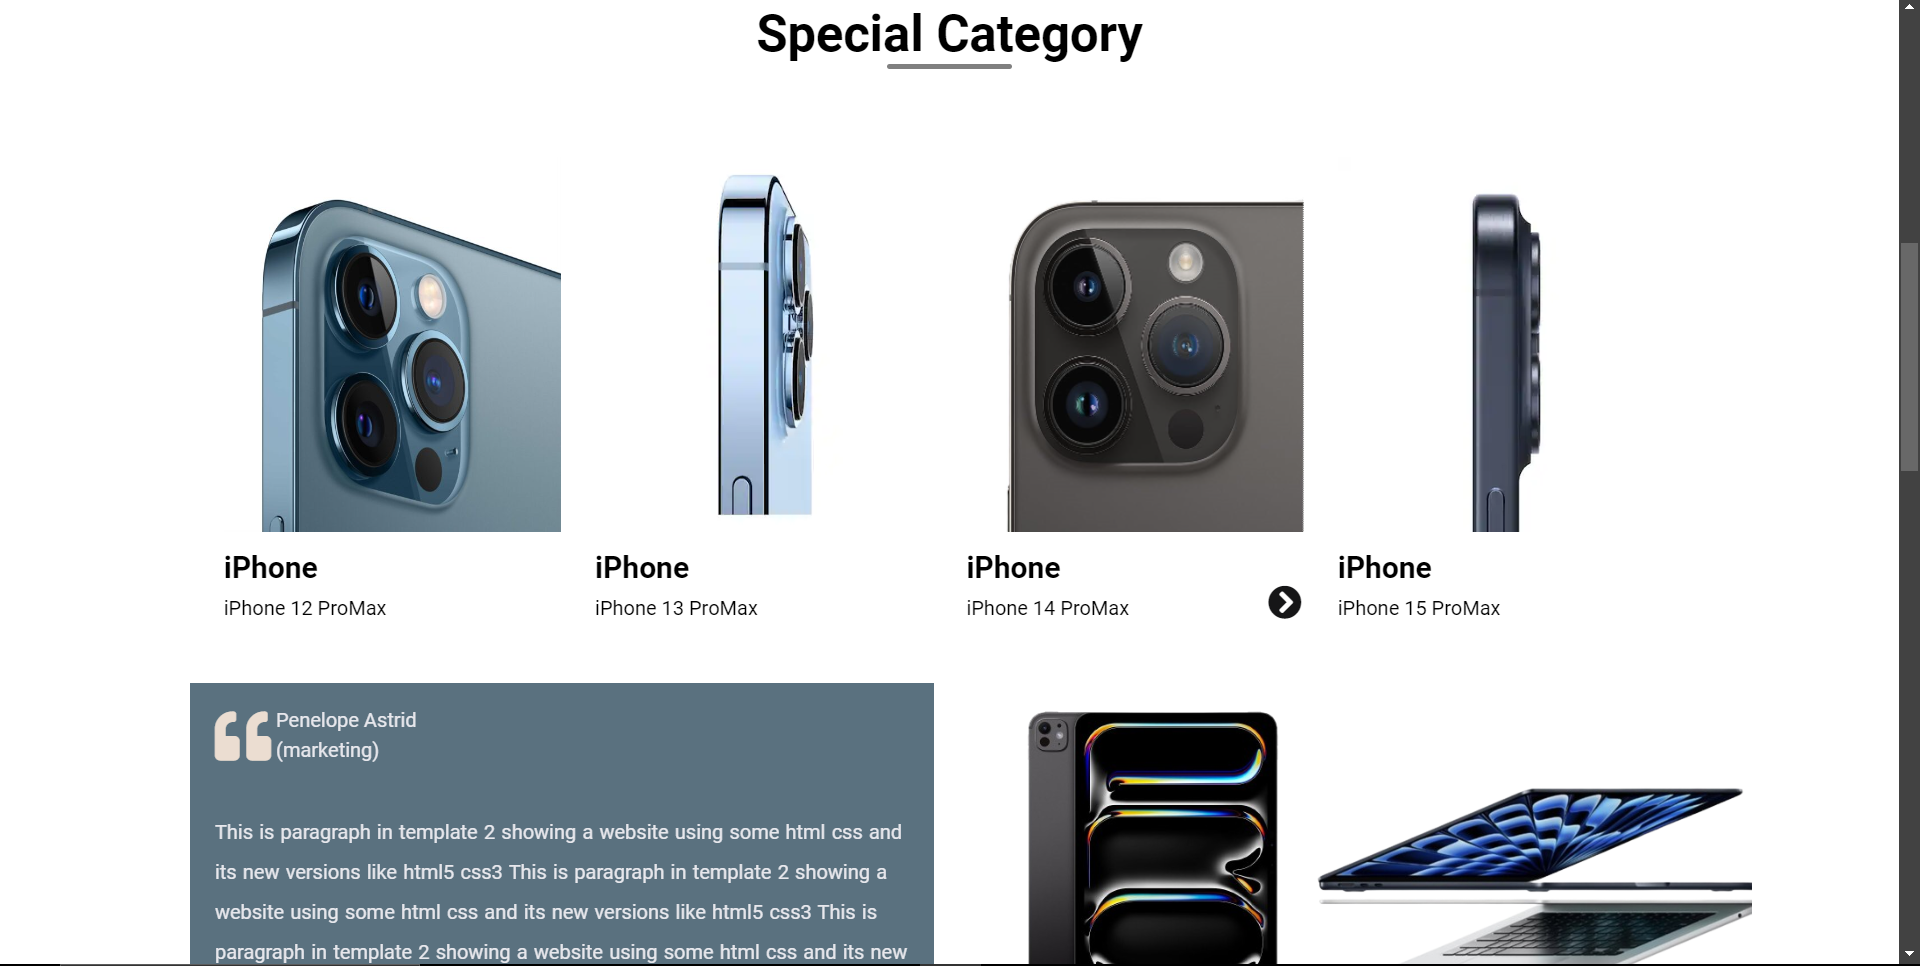 Special Category
iPhone
iPhone 12 ProMax
iPhone
iPhone 13 ProMax
iPhone
iPhone 14 ProMax
iPhone
iPhone 15 ProMax
Penelope Astrid
(marketing)
This is paragraph in template 2 showing a website using some html css and
its new versions like html5 css3 This is paragraph in template 2 showing a
website using some html css and its new versions like html5 css3 This is
paragraph in template 2 showing a website using some html css and its new